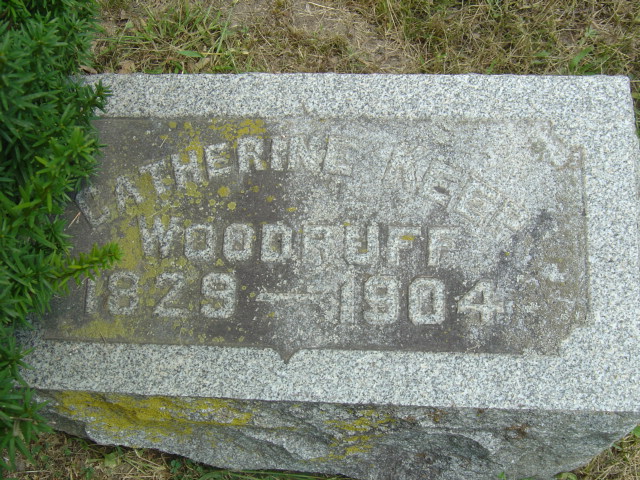 CATHERINE
WOODRUFF
1829 — 1904